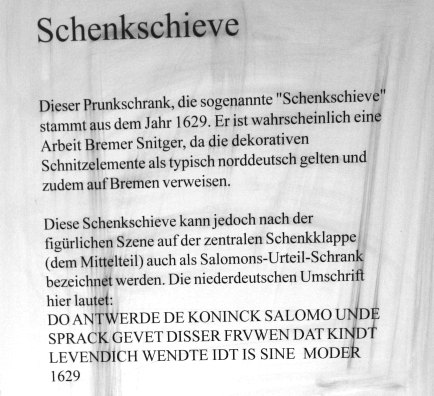 Schenkschieve
Dieser Prunkschrank, die sogenannte "Schenkschieve"
stammt aus dem Jahr 1629. Er ist wahrscheinlich eine
Arbeit Bremer Snitger, da die dekorativen
Schnitzelemente als typisch norddeutsch gelten und
zudem auf Bremen verweisen.
Diese Schenkschieve kann jedoch nach der
figürlichen Szene auf der zentralen Schenkklappe
(dem Mittelteil) auch als Salomons-Urteil-Schrank
bezeichnet werden. Die niederdeutschen Umschrift
hier lautet:
DO ANTWERDE DE KONINCK SALOMO UNDE
SPRACK GEVET DISSER FRVWEN DAT KINDT
LEVENDICH WENDTE IDT IS SINE MODER
1629